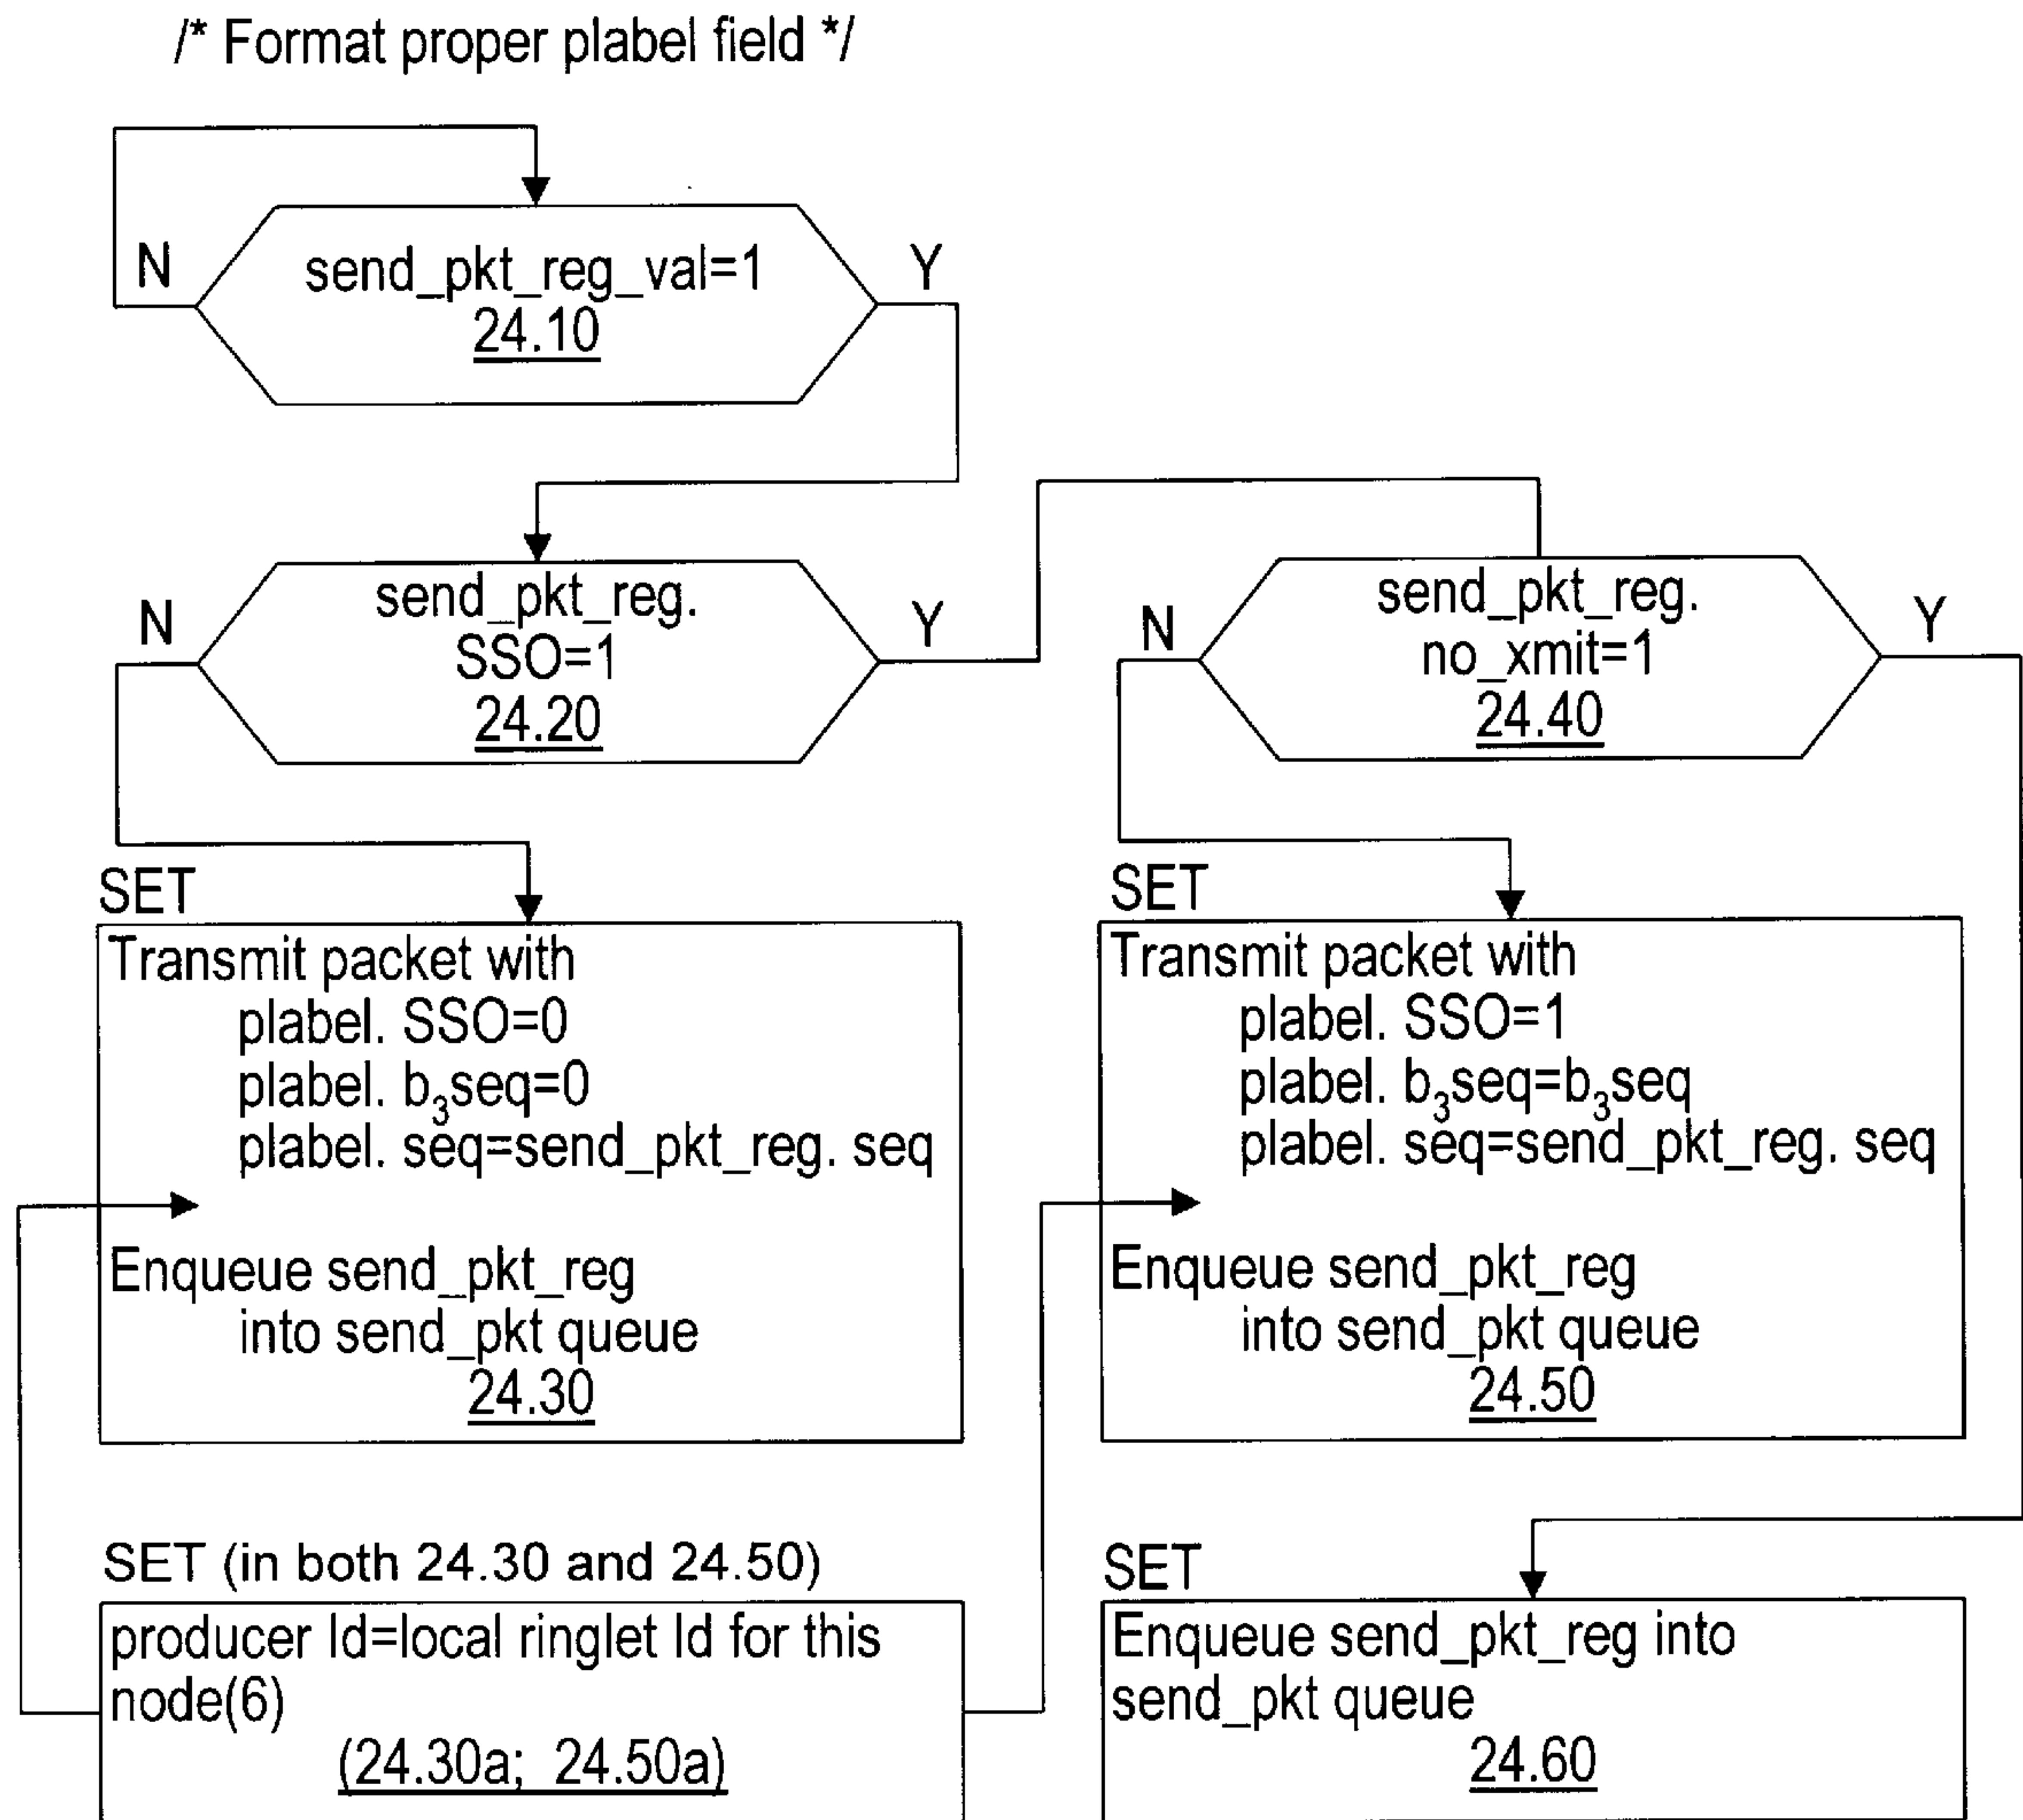 /* Format proper plabel field */
N
send_pkt_reg_val=1
Y
24.10
N
send_pkt_reg.
SSO=1
Y
24.20
N
send_pkt_reg.
no_xmit=1
Y
24.40
SET
Transmit packet with
plabel. SSO=0
plabel. b₃seq=0
plabel. seq=send_pkt_reg. seq
Enqueue send_pkt_reg
into send_pkt queue
24.30
SET
Transmit packet with
plabel. SSO=1
plabel. b₃seq=b₃seq
plabel. seq=send_pkt_reg. seq
Enqueue send_pkt_reg
into send_pkt queue
24.50
SET (in both 24.30 and 24.50)
producer Id=local ringlet Id for this
node(6)
(24.30a; 24.50a)
SET
Enqueue send_pkt_reg into
send_pkt queue
24.60